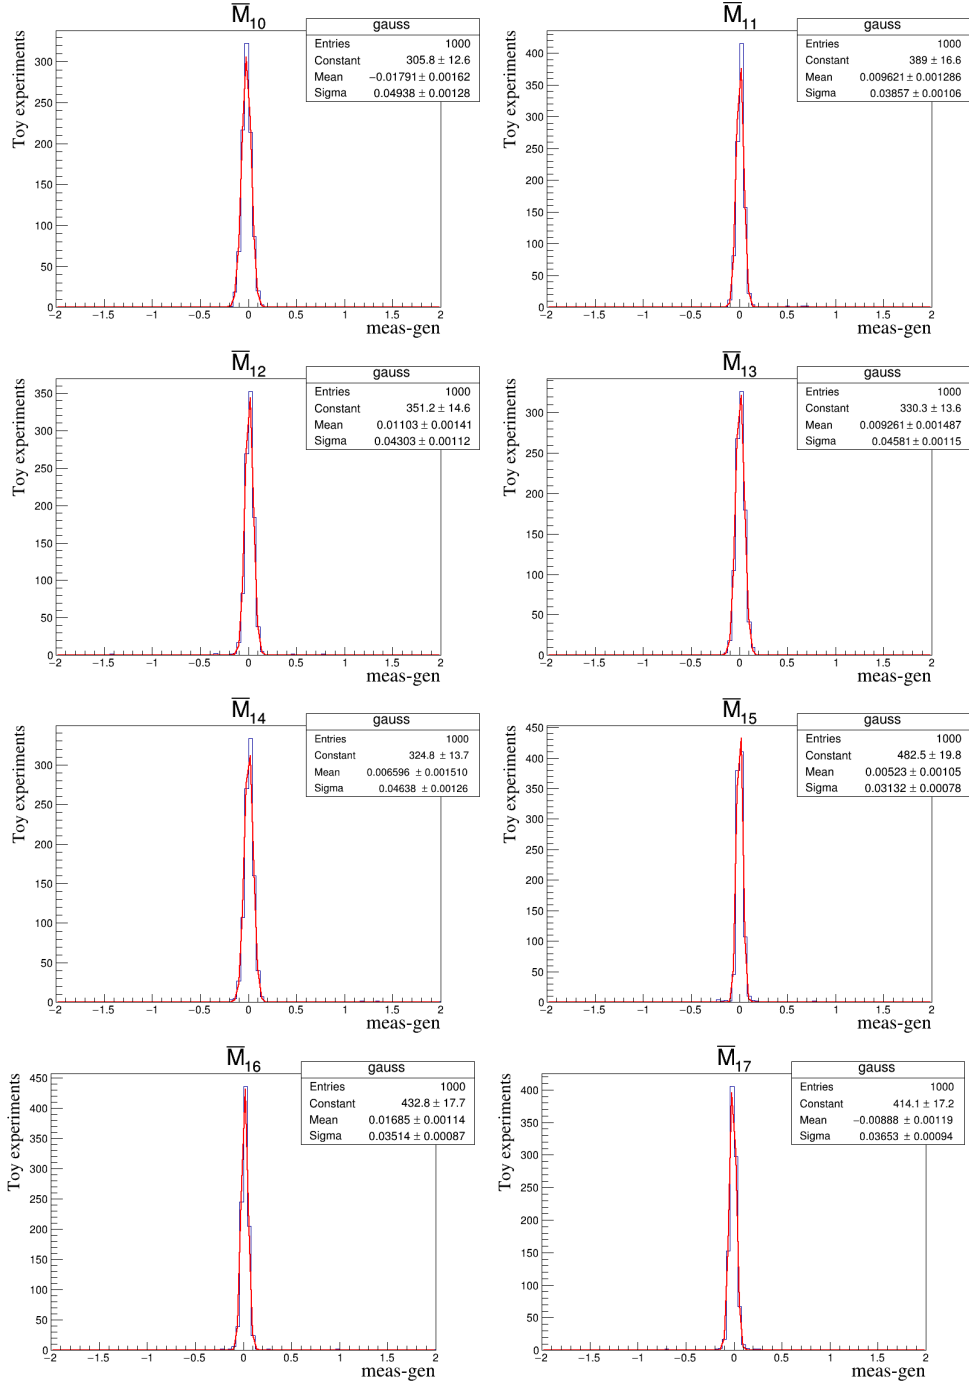 M̅10
gauss
Entries 1000
Constant 305.8 ± 12.6
Mean −0.01791 ± 0.00162
Sigma 0.04938 ± 0.00128
Toy experiments
300
250
200
150
100
50
0
−2 −1.5 −1 −0.5 0 0.5 1 1.5 2
meas-gen
M̅11
gauss
Entries 1000
Constant 389 ± 16.6
Mean 0.009621 ± 0.001286
Sigma 0.03857 ± 0.00106
Toy experiments
400
350
300
250
200
150
100
50
0
−2 −1.5 −1 −0.5 0 0.5 1 1.5 2
meas-gen
M̅12
gauss
Entries 1000
Constant 351.2 ± 14.6
Mean 0.01103 ± 0.00141
Sigma 0.04303 ± 0.00112
Toy experiments
350
300
250
200
150
100
50
0
−2 −1.5 −1 −0.5 0 0.5 1 1.5 2
meas-gen
M̅13
gauss
Entries 1000
Constant 330.3 ± 13.6
Mean 0.009261 ± 0.001487
Sigma 0.04581 ± 0.00115
Toy experiments
300
250
200
150
100
50
0
−2 −1.5 −1 −0.5 0 0.5 1 1.5 2
meas-gen
M̅14
gauss
Entries 1000
Constant 324.8 ± 13.7
Mean 0.006596 ± 0.001510
Sigma 0.04638 ± 0.00126
Toy experiments
300
250
200
150
100
50
0
−2 −1.5 −1 −0.5 0 0.5 1 1.5 2
meas-gen
M̅15
gauss
Entries 1000
Constant 482.5 ± 19.8
Mean 0.00523 ± 0.00105
Sigma 0.03132 ± 0.00078
Toy experiments
450
400
350
300
250
200
150
100
50
0
−2 −1.5 −1 −0.5 0 0.5 1 1.5 2
meas-gen
M̅16
gauss
Entries 1000
Constant 432.8 ± 17.7
Mean 0.01685 ± 0.00114
Sigma 0.03514 ± 0.00087
Toy experiments
450
400
350
300
250
200
150
100
50
0
−2 −1.5 −1 −0.5 0 0.5 1 1.5 2
meas-gen
M̅17
gauss
Entries 1000
Constant 414.1 ± 17.2
Mean −0.00888 ± 0.00119
Sigma 0.03653 ± 0.00094
Toy experiments
400
350
300
250
200
150
100
50
0
−2 −1.5 −1 −0.5 0 0.5 1 1.5 2
meas-gen